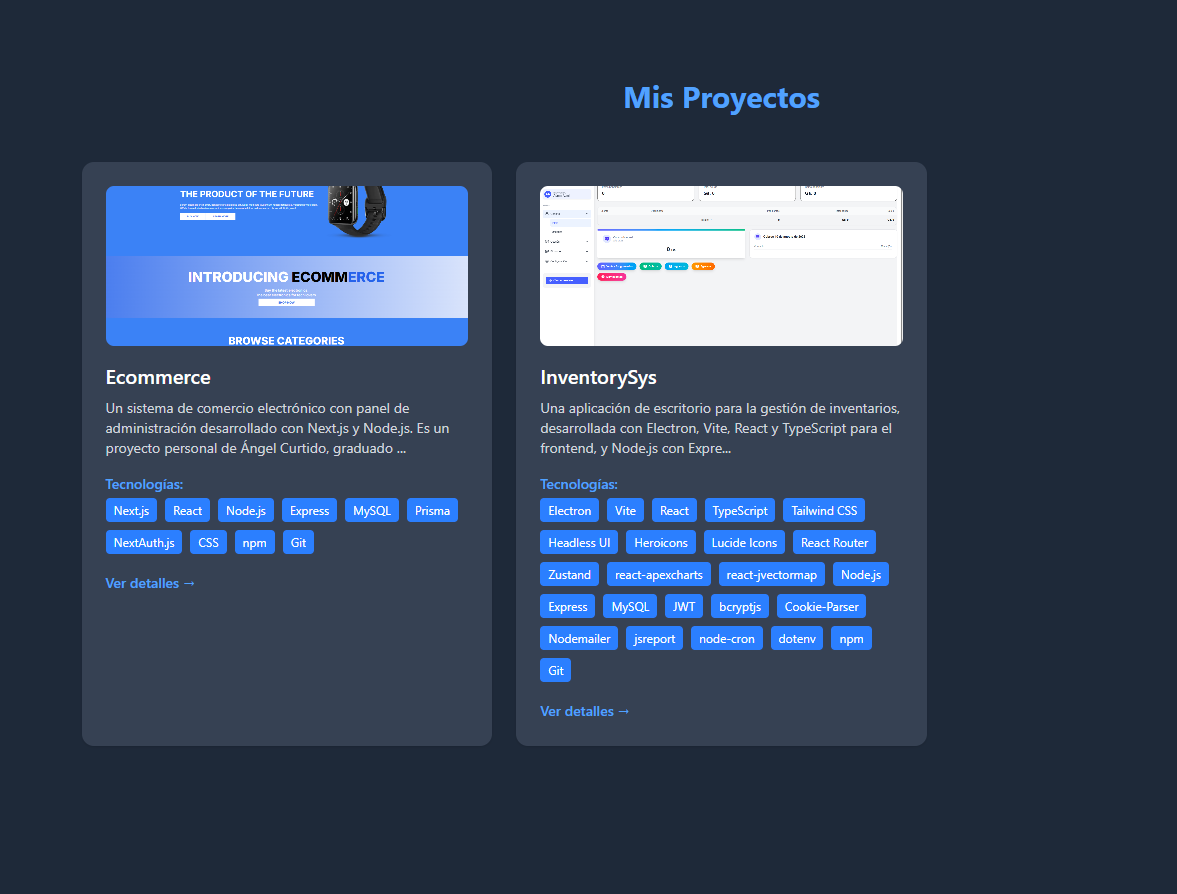 Mis Proyectos
THE PRODUCT OF THE FUTURE
INTRODUCING ECOMMERCE
SHOP NOW
BROWSE CATEGORIES
Ecommerce
Un sistema de comercio electrónico con panel de
administración desarrollado con Next.js y Node.js. Es un
proyecto personal de Ángel Curtido, graduado ...
Tecnologías:
Next.js React Node.js Express MySQL Prisma
NextAuth.js CSS npm Git
Ver detalles →
InventorySys
Una aplicación de escritorio para la gestión de inventarios,
desarrollada con Electron, Vite, React y TypeScript para el
frontend, y Node.js con Expre...
Tecnologías:
Electron Vite React TypeScript Tailwind CSS
Headless UI Heroicons Lucide Icons React Router
Zustand react-apexcharts react-jvectormap Node.js
Express MySQL JWT bcryptjs Cookie-Parser
Nodemailer jsreport node-cron dotenv npm
Git
Ver detalles →